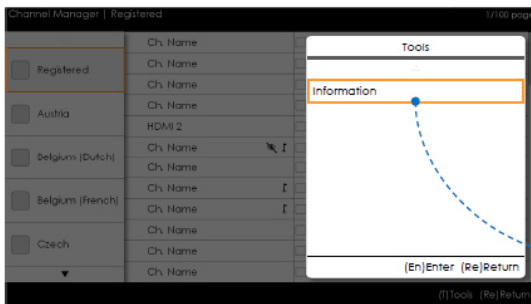 Channel Manager | Registered
1/100 page
Registered
Austria
Belgium (Dutch)
Belgium (French)
Czech
Ch. Name
Ch. Name
Ch. Name
Ch. Name
HDMI 2
Ch. Name
Ch. Name
Ch. Name
Ch. Name
Ch. Name
Ch. Name
Ch. Name
Tools
Information
(En)Enter (Re)Return
(T)Tools (Re)Return